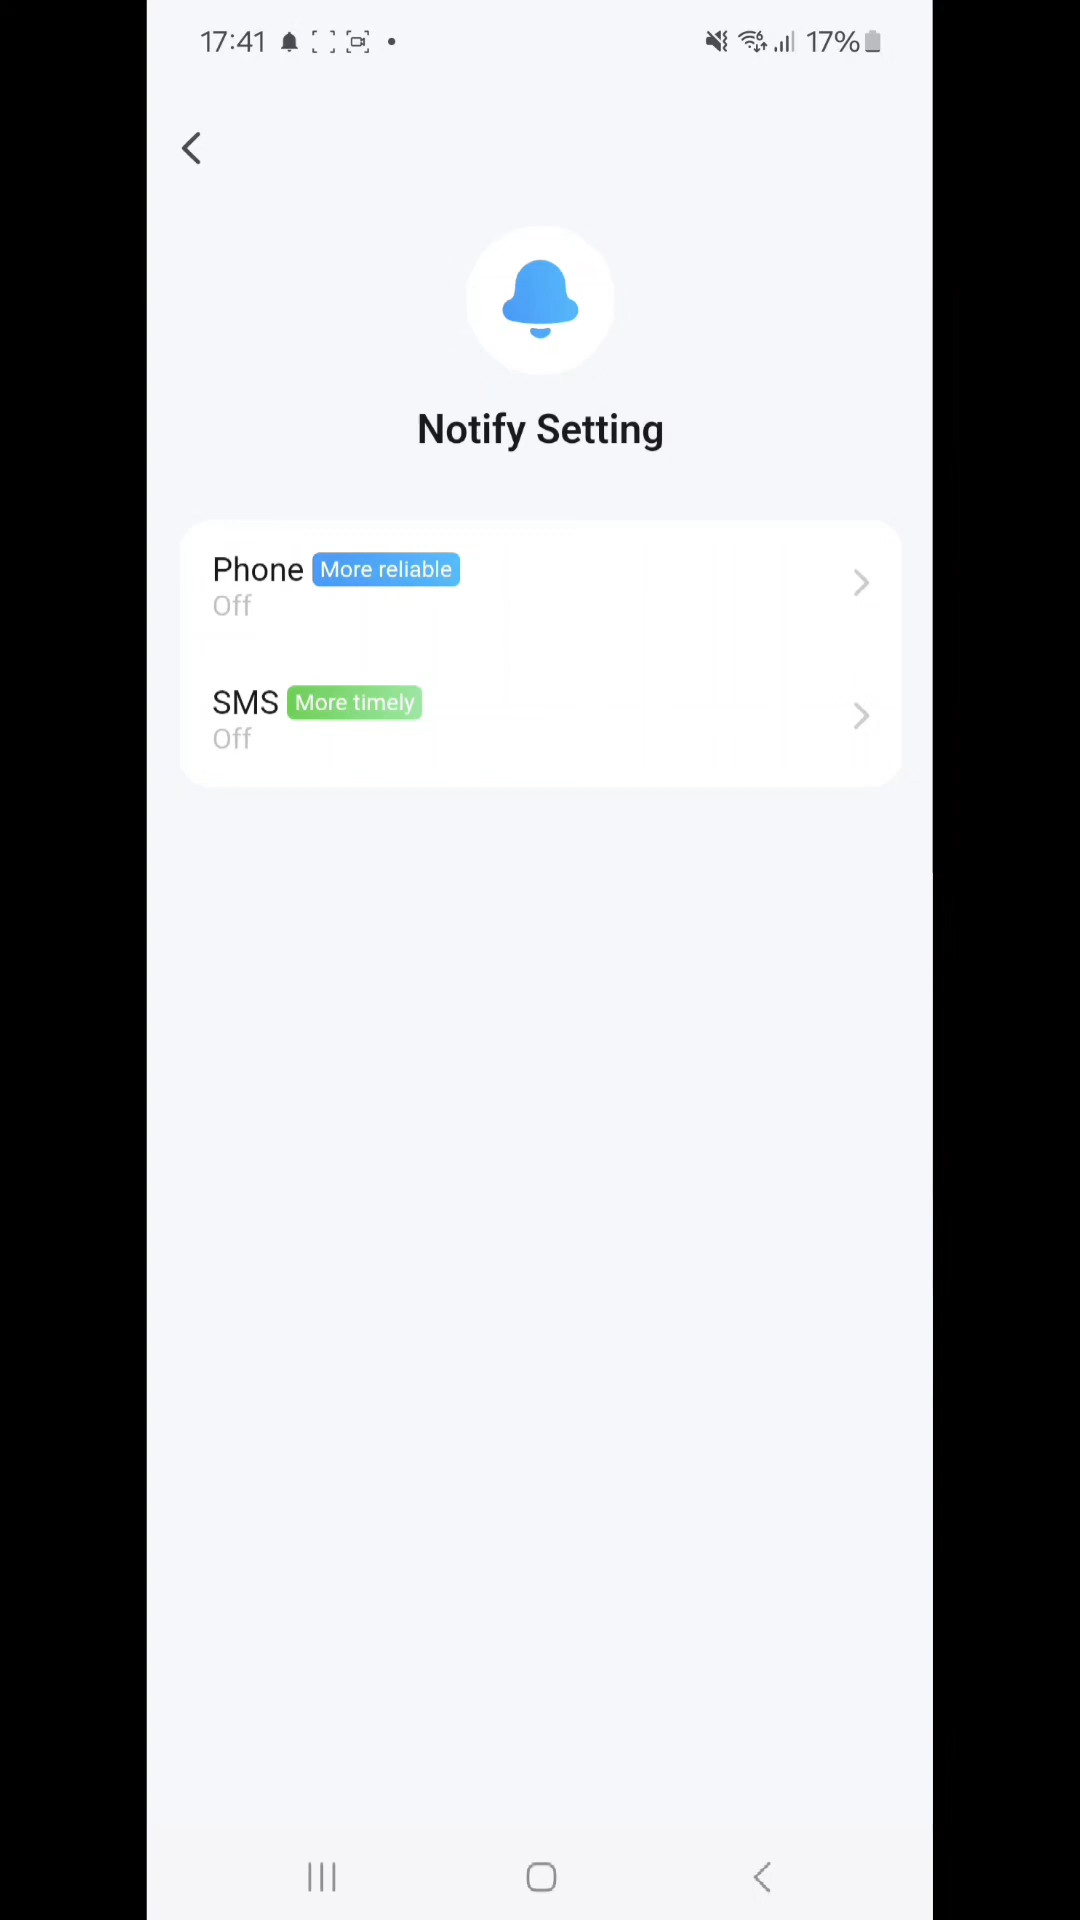 17:41
17%
Notify Setting
Phone More reliable
Off
SMS More timely
Off